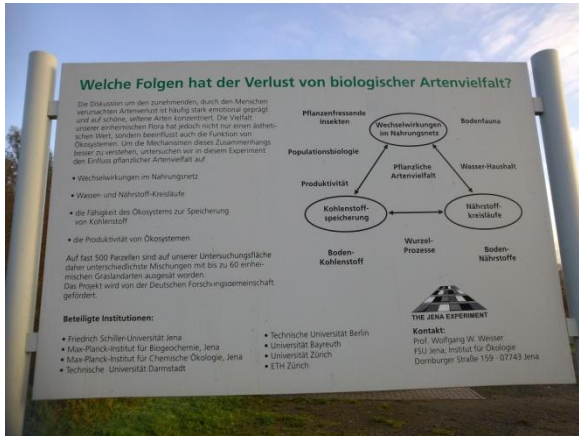 Welche Folgen hat der Verlust von biologischer Artenvielfalt?
Die Diskussion um den zunehmenden, durch den Menschen
verursachten Artenverlust ist häufig stark emotional geprägt
und auf schöne, seltene Arten konzentriert. Die Vielfalt
unserer einheimischen Flora hat jedoch nicht nur einen ästheti-
schen Wert, sondern beeinflusst auch die Funktion von
Ökosystemen. Um die Mechanismen dieses Zusammenhangs
besser zu verstehen, untersuchen wir in diesem Experiment
den Einfluss pflanzlicher Artenvielfalt auf
• Wechselwirkungen im Nahrungsnetz
• Wasser- und Nährstoff-Kreisläufe
• die Fähigkeit des Ökosystems zur Speicherung
von Kohlenstoff
• die Produktivität von Ökosystemen
Auf fast 500 Parzellen sind auf unserer Untersuchungsfläche
daher unterschiedlichste Mischungen mit bis zu 60 einhei-
mischen Graslandarten ausgesät worden.
Das Projekt wird von der Deutschen Forschungsgemeinschaft
gefördert.
Pflanzenfressende
Insekten
Wechselwirkungen
im Nahrungsnetz
Bodenfauna
Populationsbiologie
Pflanzliche
Artenvielfalt
Wasser-Haushalt
Produktivität
Kohlenstoff-
speicherung
Nährstoff-
kreisläufe
Boden-
Kohlenstoff
Wurzel-
Prozesse
Boden-
Nährstoffe
THE JENA EXPERIMENT
Beteiligte Institutionen:
• Friedrich Schiller-Universität Jena
• Max-Planck-Institut für Biogeochemie, Jena
• Max-Planck-Institut für Chemische Ökologie, Jena
• Technische Universität Darmstadt
• Technische Universität Berlin
• Universität Bayreuth
• Universität Zürich
• ETH Zürich
Kontakt:
Prof. Wolfgang W. Weisser
FSU Jena, Institut für Ökologie
Dornburger Straße 159 · 07743 Jena